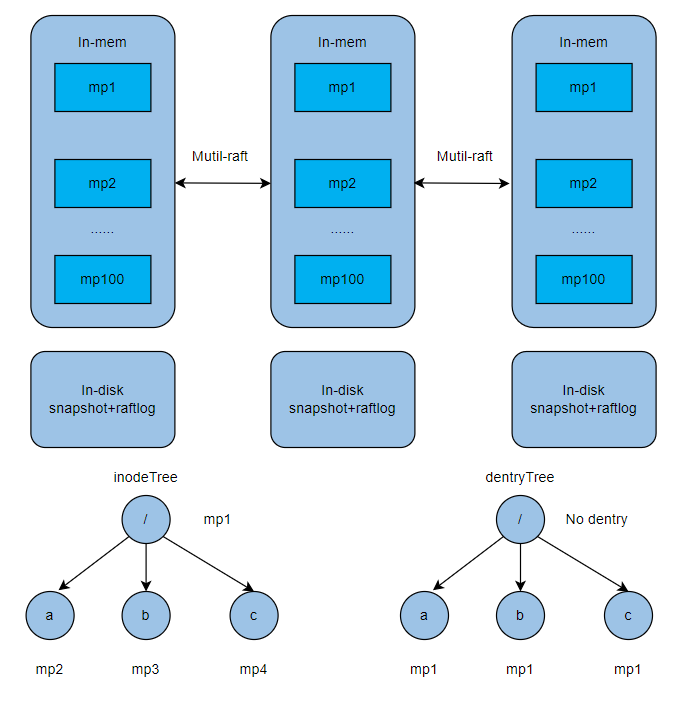 In-mem
mp1
mp2
......
mp100
In-mem
mp1
mp2
......
mp100
In-mem
mp1
mp2
......
mp100
Mutil-raft
Mutil-raft
In-disk
snapshot+raftlog
In-disk
snapshot+raftlog
In-disk
snapshot+raftlog
inodeTree
/
mp1
a
b
c
mp2
mp3
mp4
dentryTree
/
No dentry
a
b
c
mp1
mp1
mp1